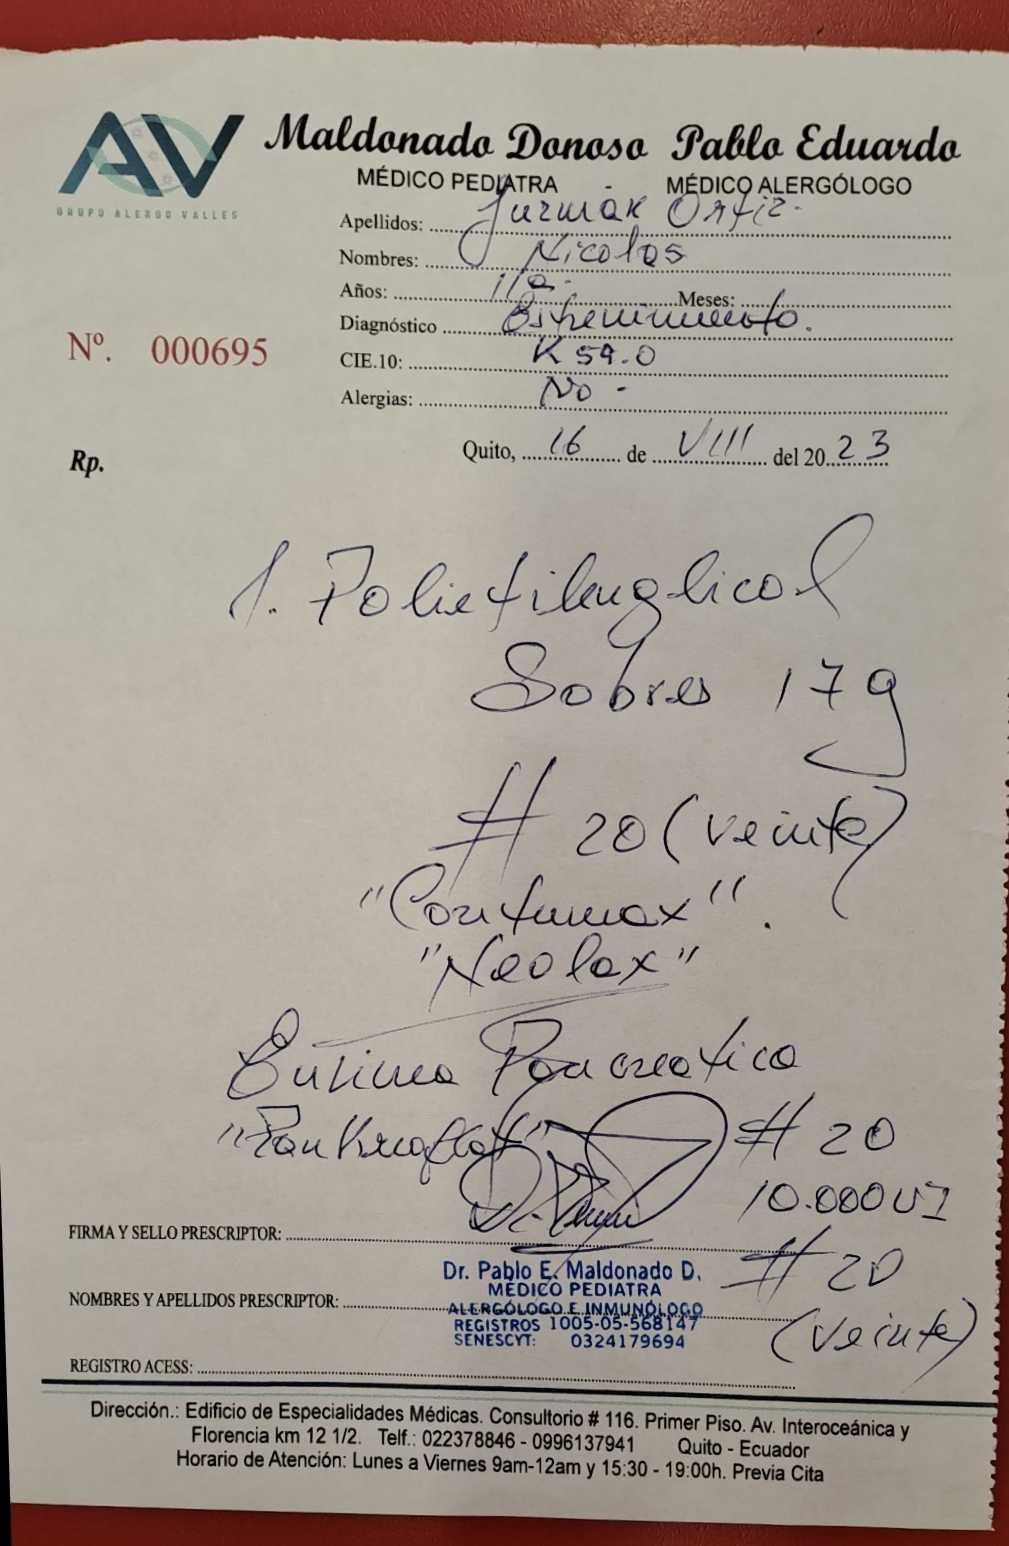 AV
GRUPO ALERGO VALLES
Maldonado Donoso Pablo Eduardo
MÉDICO PEDIATRA - MÉDICO ALERGÓLOGO
Apellidos: Ortiz
Nombres: Nicolas
Años: 11a. Meses:
Diagnóstico Estreñimiento.
CIE.10: K 59.0
Alergias: No -
Nº. 000695
Quito, 16 de VIII del 2023
Rp.
1. Polietilenglicol
Sobres 17g
# 20 (veinte)
"Contumax".
"Neolax"
Enzima Pancreatica
# 20
10.000 UI
FIRMA Y SELLO PRESCRIPTOR:
# 20
(veinte)
Dr. Pablo E. Maldonado D.
MÉDICO PEDIATRA
NOMBRES Y APELLIDOS PRESCRIPTOR:
ALERGÓLOGO E INMUNÓLOGO
REGISTROS 1005-05-568147
SENESCYT: 0324179694
REGISTRO ACESS:
Dirección.: Edificio de Especialidades Médicas. Consultorio # 116. Primer Piso. Av. Interoceánica y
Florencia km 12 1/2. Telf.: 022378846 - 0996137941 Quito - Ecuador
Horario de Atención: Lunes a Viernes 9am-12am y 15:30 - 19:00h. Previa Cita